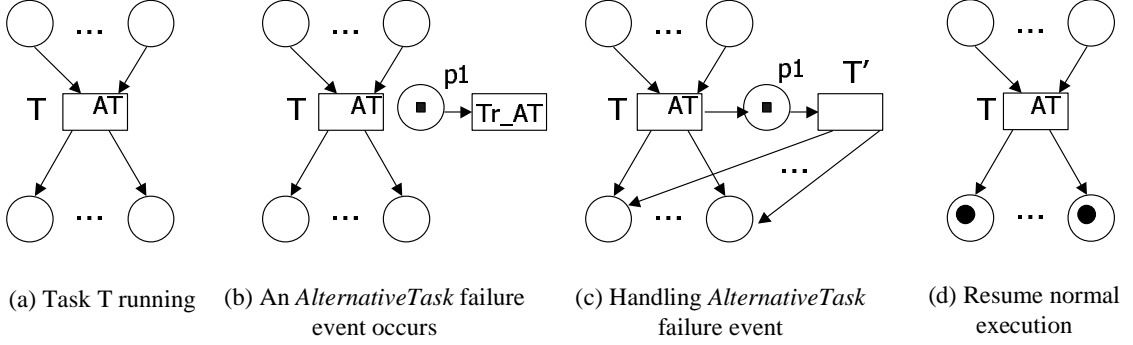 ... ... ... ...
p1 p1 T'
T AT T AT Tr_AT T AT T AT
...
... ... ... ...
(a) Task T running (b) An AlternativeTask failure (c) Handling AlternativeTask (d) Resume normal
event occurs failure event execution